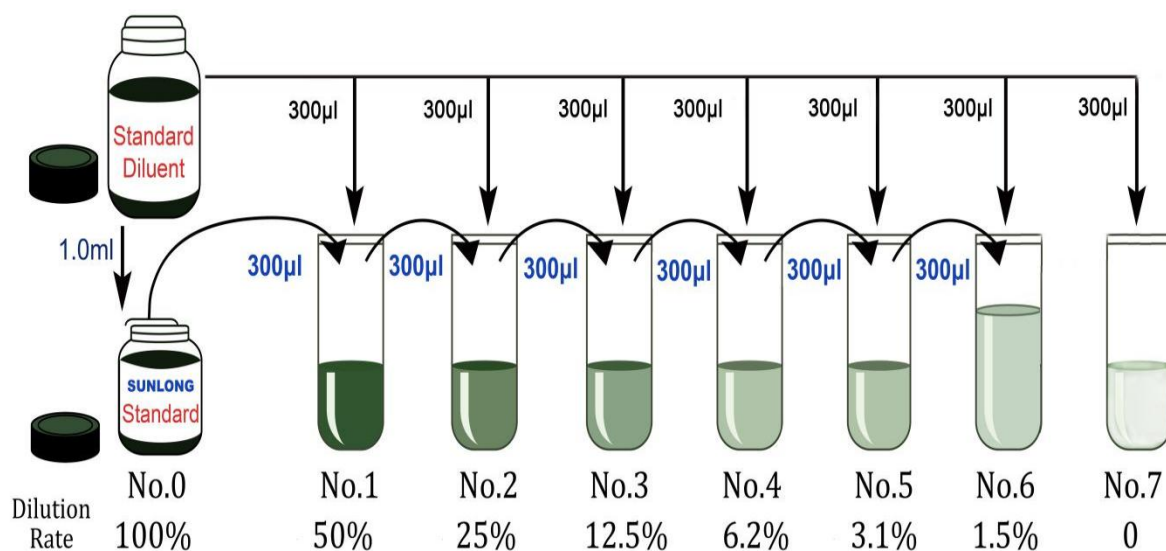 300µl 300µl 300µl 300µl 300µl 300µl 300µl
Standard
Diluent
1.0ml
300µl 300µl 300µl 300µl 300µl 300µl
SUNLONG
Standard
No.0 No.1 No.2 No.3 No.4 No.5 No.6 No.7
Dilution
Rate 100% 50% 25% 12.5% 6.2% 3.1% 1.5% 0